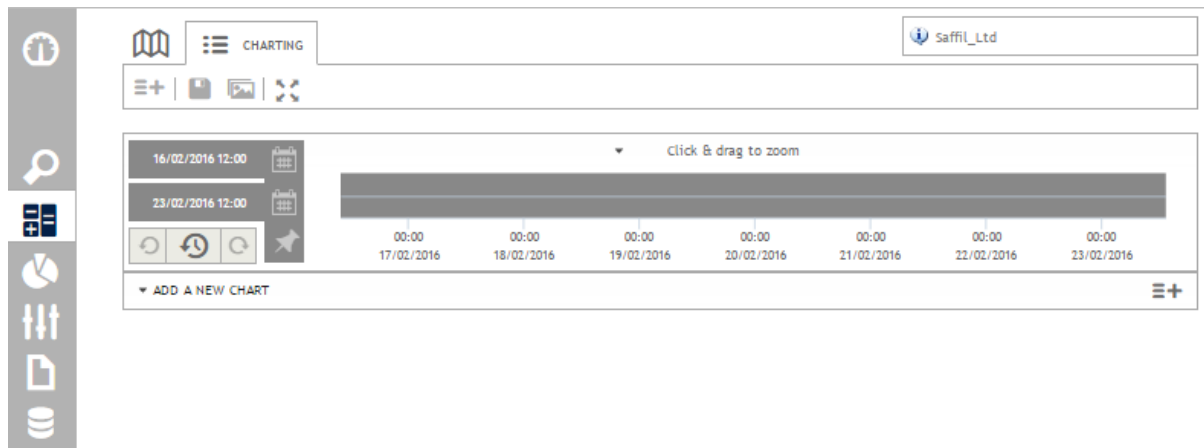 CHARTING
Saffil_Ltd
16/02/2016 12:00
Click & drag to zoom
23/02/2016 12:00
00:00 00:00 00:00 00:00 00:00 00:00 00:00
17/02/2016 18/02/2016 19/02/2016 20/02/2016 21/02/2016 22/02/2016 23/02/2016
ADD A NEW CHART